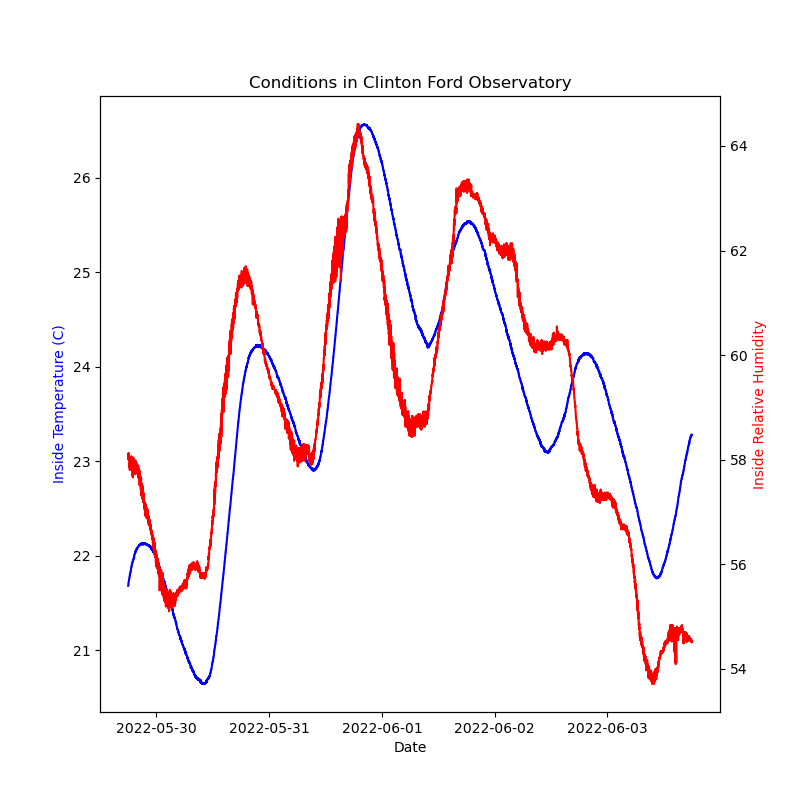 Conditions in Clinton Ford Observatory
26
25
24
23
22
21
Inside Temperature (C)
64
62
60
58
56
54
Inside Relative Humidity
2022-05-30 2022-05-31 2022-06-01 2022-06-02 2022-06-03
Date